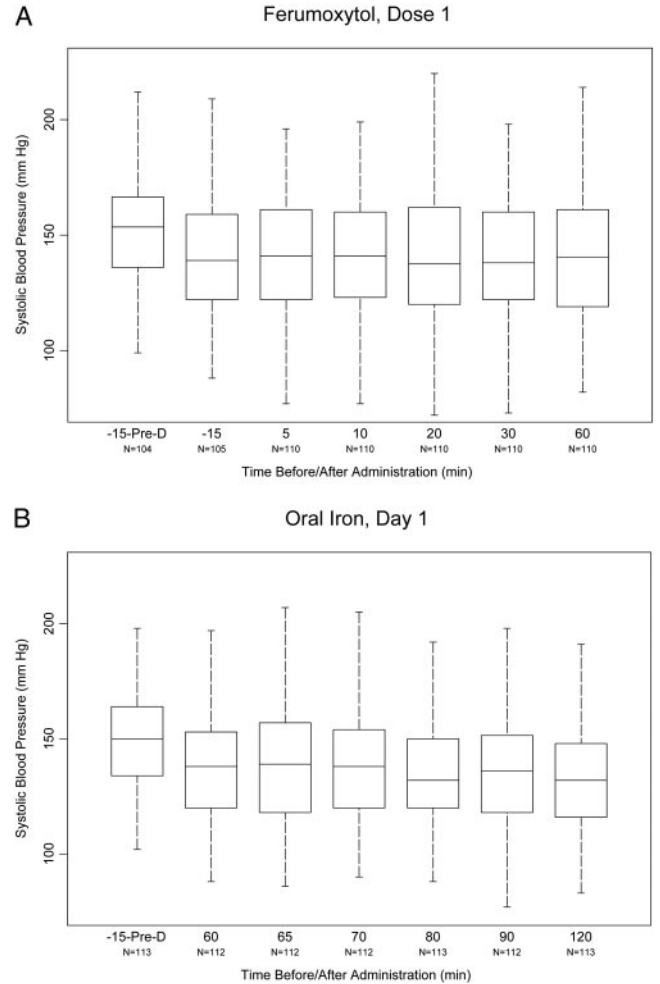 A
Ferumoxytol, Dose 1
Systolic Blood Pressure (mm Hg)
200
150
100
-15-Pre-D -15 5 10 20 30 60
N=104 N=105 N=110 N=110 N=110 N=110 N=110
Time Before/After Administration (min)
B
Oral Iron, Day 1
Systolic Blood Pressure (mm Hg)
200
150
100
-15-Pre-D 60 65 70 80 90 120
N=113 N=112 N=112 N=112 N=113 N=112 N=113
Time Before/After Administration (min)